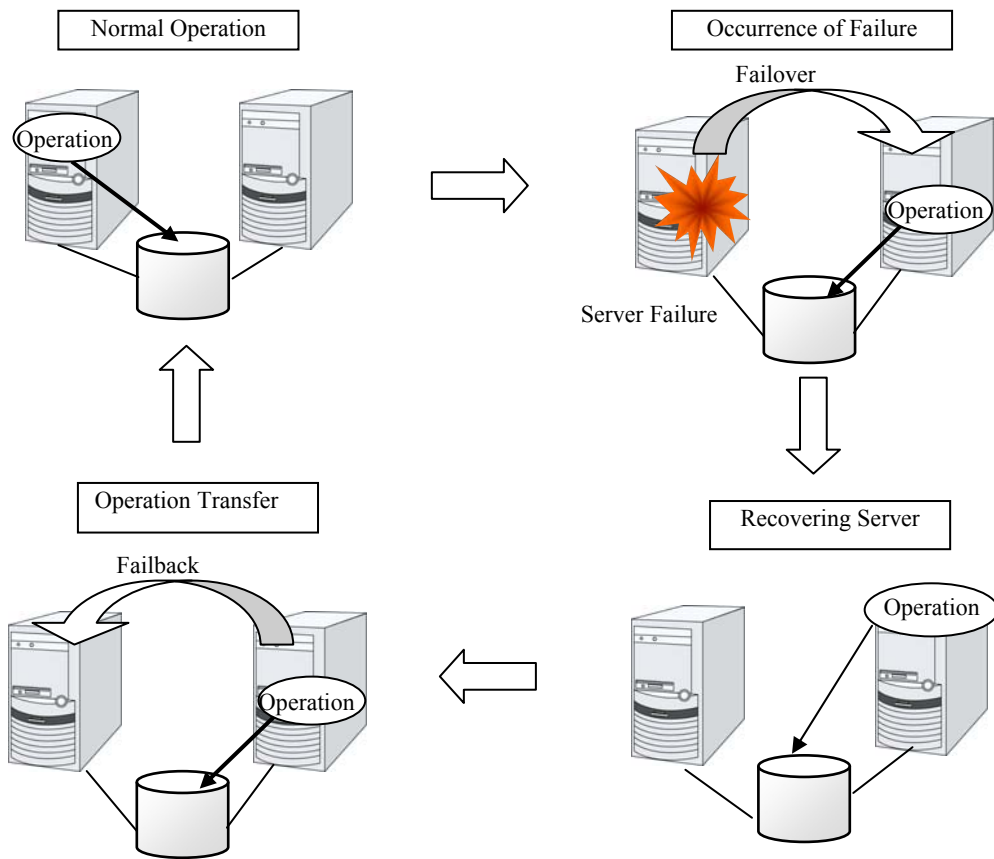 Normal Operation
Operation
Occurrence of Failure
Failover
Operation
Server Failure
Operation Transfer
Failback
Operation
Recovering Server
Operation